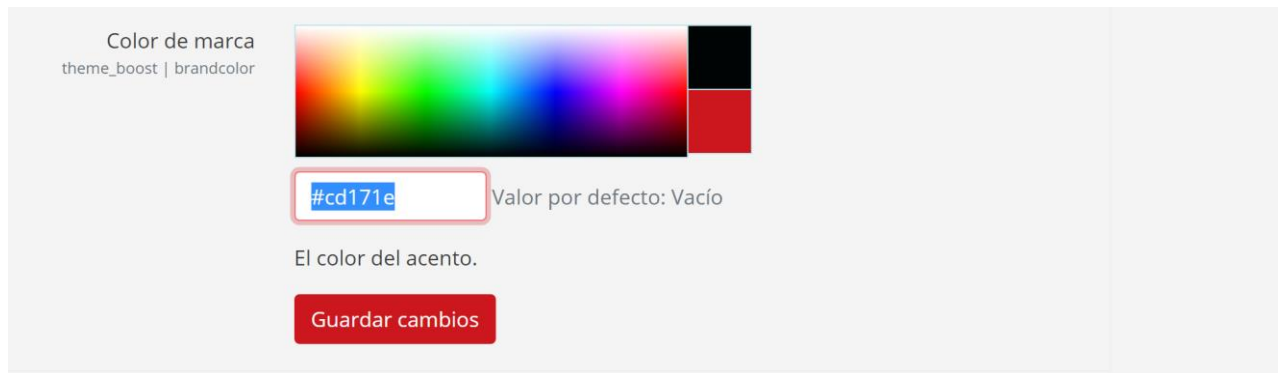 Color de marca
theme_boost | brandcolor
#cd171e
Valor por defecto: Vacío
El color del acento.
Guardar cambios